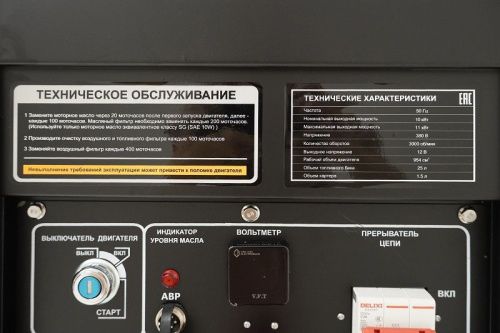 ТЕХНИЧЕСКОЕ ОБСЛУЖИВАНИЕ
1 Замените моторное масло через 20 моточасов после первого запуска двигателя, далее -
каждые 100 моточасов. Масляный фильтр необходимо заменять каждые 200 моточасов.
(Используйте только моторное масло эквивалентное классу SG (SAE 10W) )
2 Производите очистку воздушного и топливного фильтра каждые 100 моточасов
3 Заменяйте воздушный фильтр каждые 400 моточасов
Невыполнение требований эксплуатации может привести к поломке двигателя
ТЕХНИЧЕСКИЕ ХАРАКТЕРИСТИКИ EAC
Частота 50 Гц
Номинальная выходная мощность 10 кВт
Максимальная выходная мощность 11 кВт
Напряжение 380 В
Количество оборотов 3000 об/мин
Напряжение 12 В
Рабочий объем двигателя 954 см³
Объем топливного бака 25 л
Объем картера 1.5 л
ВЫКЛЮЧАТЕЛЬ ДВИГАТЕЛЯ
ВЫКЛ
ВКЛ
СТАРТ
ИНДИКАТОР
УРОВНЯ МАСЛА
АВР
ВОЛЬТМЕТР
V.F.T
ПРЕРЫВАТЕЛЬ
ЦЕПИ
DELIXI
ВКЛ